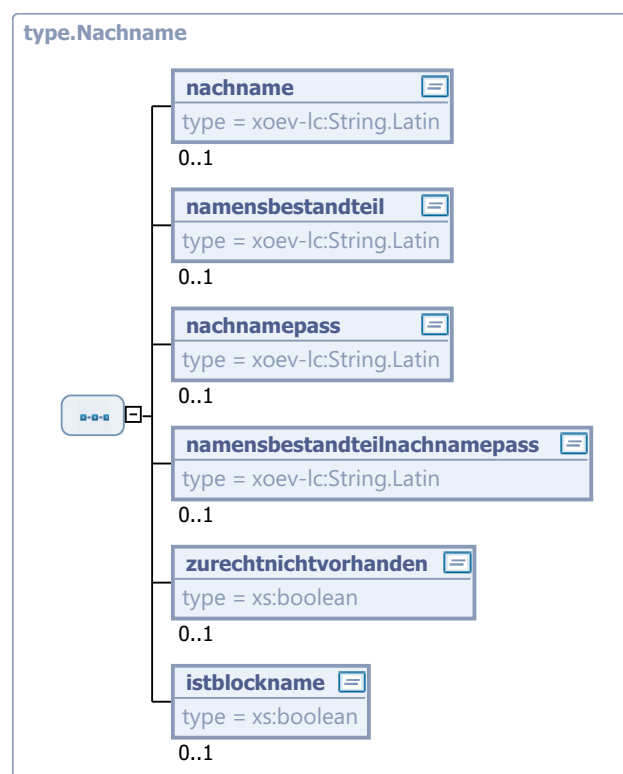 type.Nachname
nachname
type = xoev-lc:String.Latin
0..1
namensbestandteil
type = xoev-lc:String.Latin
0..1
nachnamepass
type = xoev-lc:String.Latin
0..1
namensbestandteilnachnamepass
type = xoev-lc:String.Latin
0..1
zurechtnichtvorhanden
type = xs:boolean
0..1
istblockname
type = xs:boolean
0..1